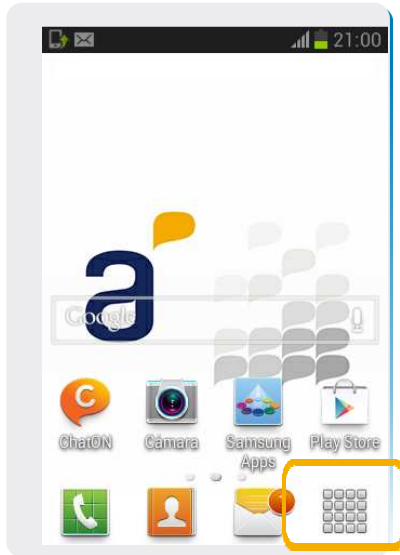 21:00
a
Google
ChatON
Cámara
Samsung Apps
Play Store